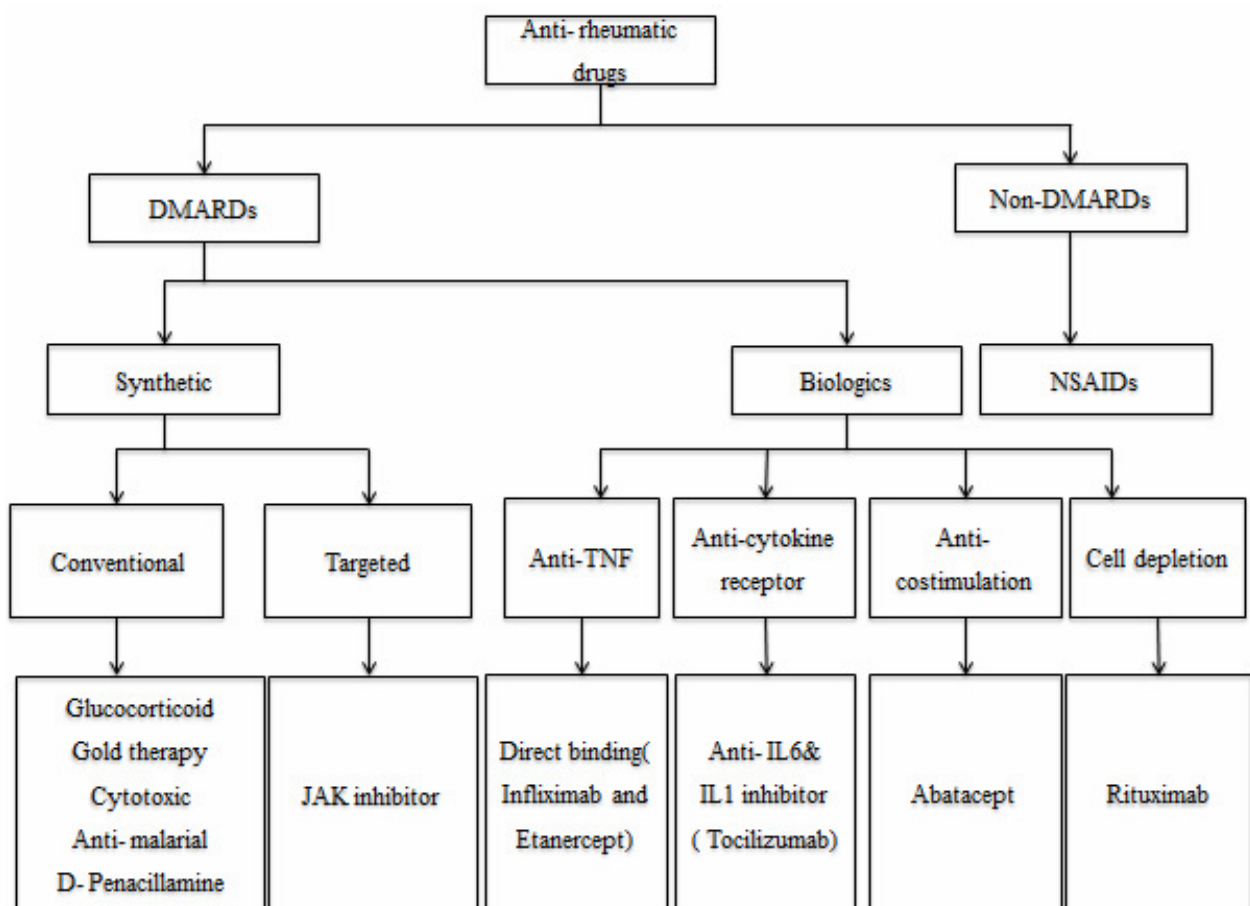 Anti- rheumatic
drugs
DMARDs
Non-DMARDs
Synthetic
Biologics
NSAIDs
Conventional
Targeted
Anti-TNF
Anti-cytokine
receptor
Anti-
costimulation
Cell depletion
Glucocorticoid
Gold therapy
Cytotoxic
Anti- malarial
D- Penacillamine
JAK inhibitor
Direct binding(
Infliximab and
Etanercept)
Anti- IL6&
IL1 inhibitor
( Tocilizumab)
Abatacept
Rituximab